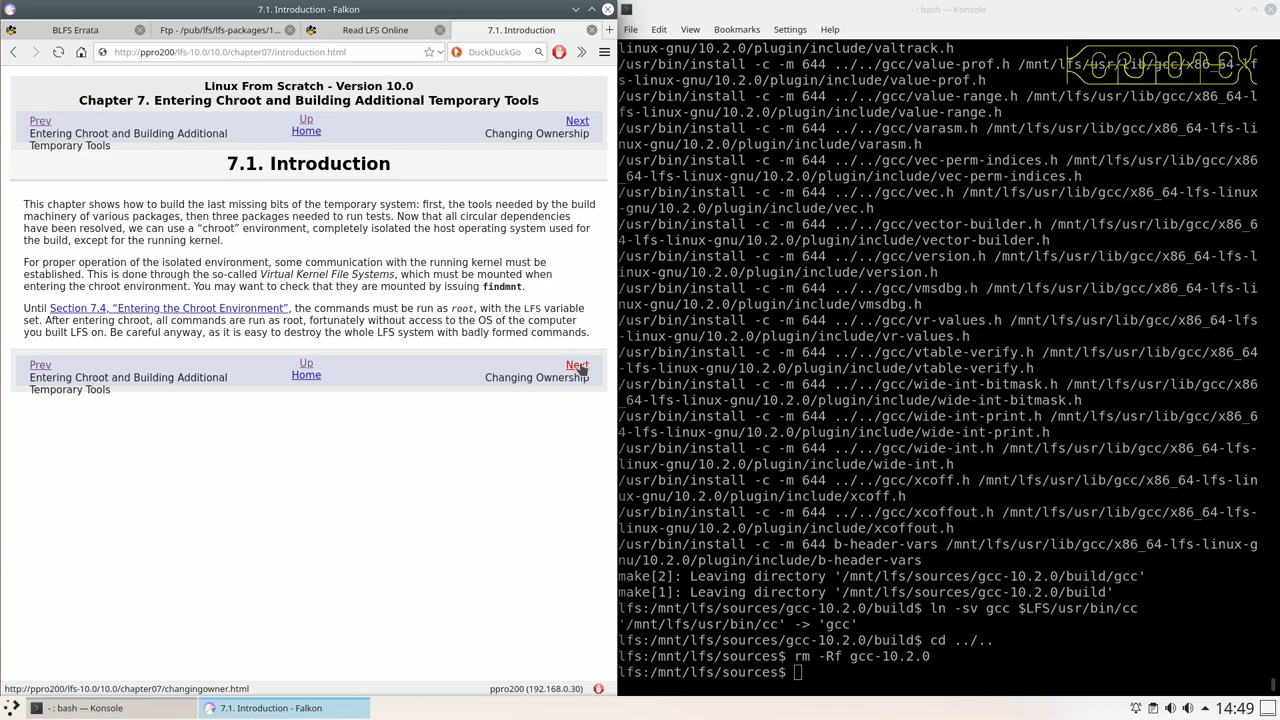 7.1. Introduction - Falkon
BLFS Errata
Ftp - /pub/lfs/lfs-packages/1...
Read LFS Online
7.1. Introduction
http://ppro200/lfs-10.0/10.0/chapter07/introduction.html
DuckDuckGo
Linux From Scratch - Version 10.0
Chapter 7. Entering Chroot and Building Additional Temporary Tools
Prev
Up
Next
Entering Chroot and Building Additional
Temporary Tools
Home
Changing Ownership
7.1. Introduction
This chapter shows how to build the last missing bits of the temporary system: first, the tools needed by the build
machinery of various packages, then three packages needed to run tests. Now that all circular dependencies
have been resolved, we can use a “chroot” environment, completely isolated the host operating system used for
the build, except for the running kernel.
For proper operation of the isolated environment, some communication with the running kernel must be
established. This is done through the so-called Virtual Kernel File Systems, which must be mounted when
entering the chroot environment. You may want to check that they are mounted by issuing findmnt.
Until Section 7.4, “Entering the Chroot Environment”, the commands must be run as root, with the LFS variable
set. After entering chroot, all commands are run as root, fortunately without access to the OS of the computer
you built LFS on. Be careful anyway, as it is easy to destroy the whole LFS system with badly formed commands.
Prev
Up
Next
Entering Chroot and Building Additional
Temporary Tools
Home
Changing Ownership
http://ppro200/lfs-10.0/10.0/chapter07/changingowner.html
ppro200 (192.168.0.30)
- : bash — Konsole
File Edit View Bookmarks Settings Help
linux-gnu/10.2.0/plugin/include/valtrack.h
/usr/bin/install -c -m 644 ../../gcc/value-prof.h /mnt/lfs/usr/lib/gcc/x86_64-l
fs-linux-gnu/10.2.0/plugin/include/value-prof.h
/usr/bin/install -c -m 644 ../../gcc/value-range.h /mnt/lfs/usr/lib/gcc/x86_64-l
fs-linux-gnu/10.2.0/plugin/include/value-range.h
/usr/bin/install -c -m 644 ../../gcc/varasm.h /mnt/lfs/usr/lib/gcc/x86_64-lfs-li
nux-gnu/10.2.0/plugin/include/varasm.h
/usr/bin/install -c -m 644 ../../gcc/vec-perm-indices.h /mnt/lfs/usr/lib/gcc/x86
_64-lfs-linux-gnu/10.2.0/plugin/include/vec-perm-indices.h
/usr/bin/install -c -m 644 ../../gcc/vec.h /mnt/lfs/usr/lib/gcc/x86_64-lfs-linux
-gnu/10.2.0/plugin/include/vec.h
/usr/bin/install -c -m 644 ../../gcc/vector-builder.h /mnt/lfs/usr/lib/gcc/x86_6
4-lfs-linux-gnu/10.2.0/plugin/include/vector-builder.h
/usr/bin/install -c -m 644 ../../gcc/version.h /mnt/lfs/usr/lib/gcc/x86_64-lfs-l
inux-gnu/10.2.0/plugin/include/version.h
/usr/bin/install -c -m 644 ../../gcc/vmsdbg.h /mnt/lfs/usr/lib/gcc/x86_64-lfs-li
nux-gnu/10.2.0/plugin/include/vmsdbg.h
/usr/bin/install -c -m 644 ../../gcc/vr-values.h /mnt/lfs/usr/lib/gcc/x86_64-lfs
-linux-gnu/10.2.0/plugin/include/vr-values.h
/usr/bin/install -c -m 644 ../../gcc/vtable-verify.h /mnt/lfs/usr/lib/gcc/x86_64
-lfs-linux-gnu/10.2.0/plugin/include/vtable-verify.h
/usr/bin/install -c -m 644 ../../gcc/wide-int-bitmask.h /mnt/lfs/usr/lib/gcc/x86
_64-lfs-linux-gnu/10.2.0/plugin/include/wide-int-bitmask.h
/usr/bin/install -c -m 644 ../../gcc/wide-int-print.h /mnt/lfs/usr/lib/gcc/x86_6
4-lfs-linux-gnu/10.2.0/plugin/include/wide-int-print.h
/usr/bin/install -c -m 644 ../../gcc/wide-int.h /mnt/lfs/usr/lib/gcc/x86_64-lfs-
linux-gnu/10.2.0/plugin/include/wide-int.h
/usr/bin/install -c -m 644 ../../gcc/xcoff.h /mnt/lfs/usr/lib/gcc/x86_64-lfs-lin
ux-gnu/10.2.0/plugin/include/xcoff.h
/usr/bin/install -c -m 644 ../../gcc/xcoffout.h /mnt/lfs/usr/lib/gcc/x86_64-lfs-
linux-gnu/10.2.0/plugin/include/xcoffout.h
/usr/bin/install -c -m 644 b-header-vars /mnt/lfs/usr/lib/gcc/x86_64-lfs-linux-g
nu/10.2.0/plugin/include/b-header-vars
make[2]: Leaving directory '/mnt/lfs/sources/gcc-10.2.0/build/gcc'
make[1]: Leaving directory '/mnt/lfs/sources/gcc-10.2.0/build'
lfs:/mnt/lfs/sources/gcc-10.2.0/build$ ln -sv gcc $LFS/usr/bin/cc
'/mnt/lfs/usr/bin/cc' -> 'gcc'
lfs:/mnt/lfs/sources/gcc-10.2.0/build$ cd ../..
lfs:/mnt/lfs/sources$ rm -Rf gcc-10.2.0
lfs:/mnt/lfs/sources$
- : bash — Konsole
7.1. Introduction - Falkon
14:49